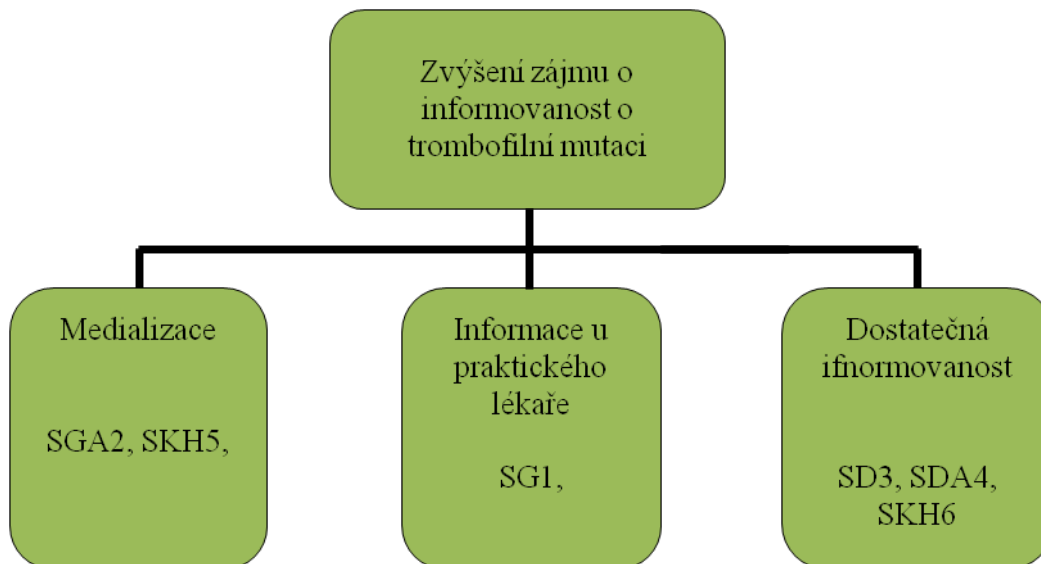 Zvýšení zájmu o
informovanost o
trombofilní mutaci
Medializace
SGA2, SKH5,
Informace u
praktického
lékaře
SG1,
Dostatečná
ifnormovanost
SD3, SDA4,
SKH6